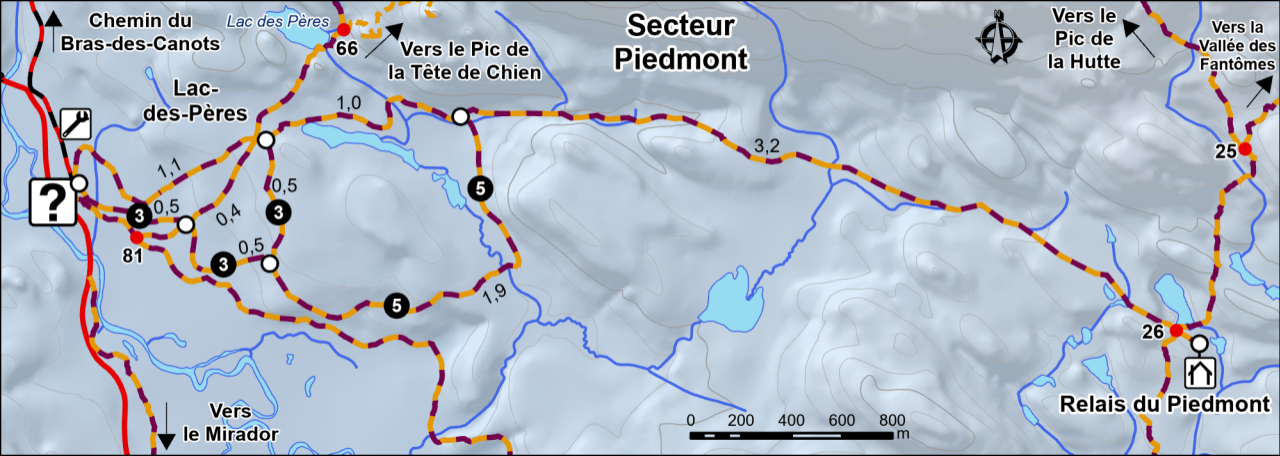 Chemin du
Bras-des-Canots
Lac des Pères
66
Vers le Pic de
la Tête de Chien
Secteur
Piedmont
Vers le
Pic de
la Hutte
Vers la
Vallée des
Fantômes
Lac-
des-Pères
1,0
3,2
25
1,1
?
3
0,5
0,4
0,5
3
5
81
3
0,5
5
1,9
26
Relais du Piedmont
Vers
le Mirador
0 200 400 600 800
m